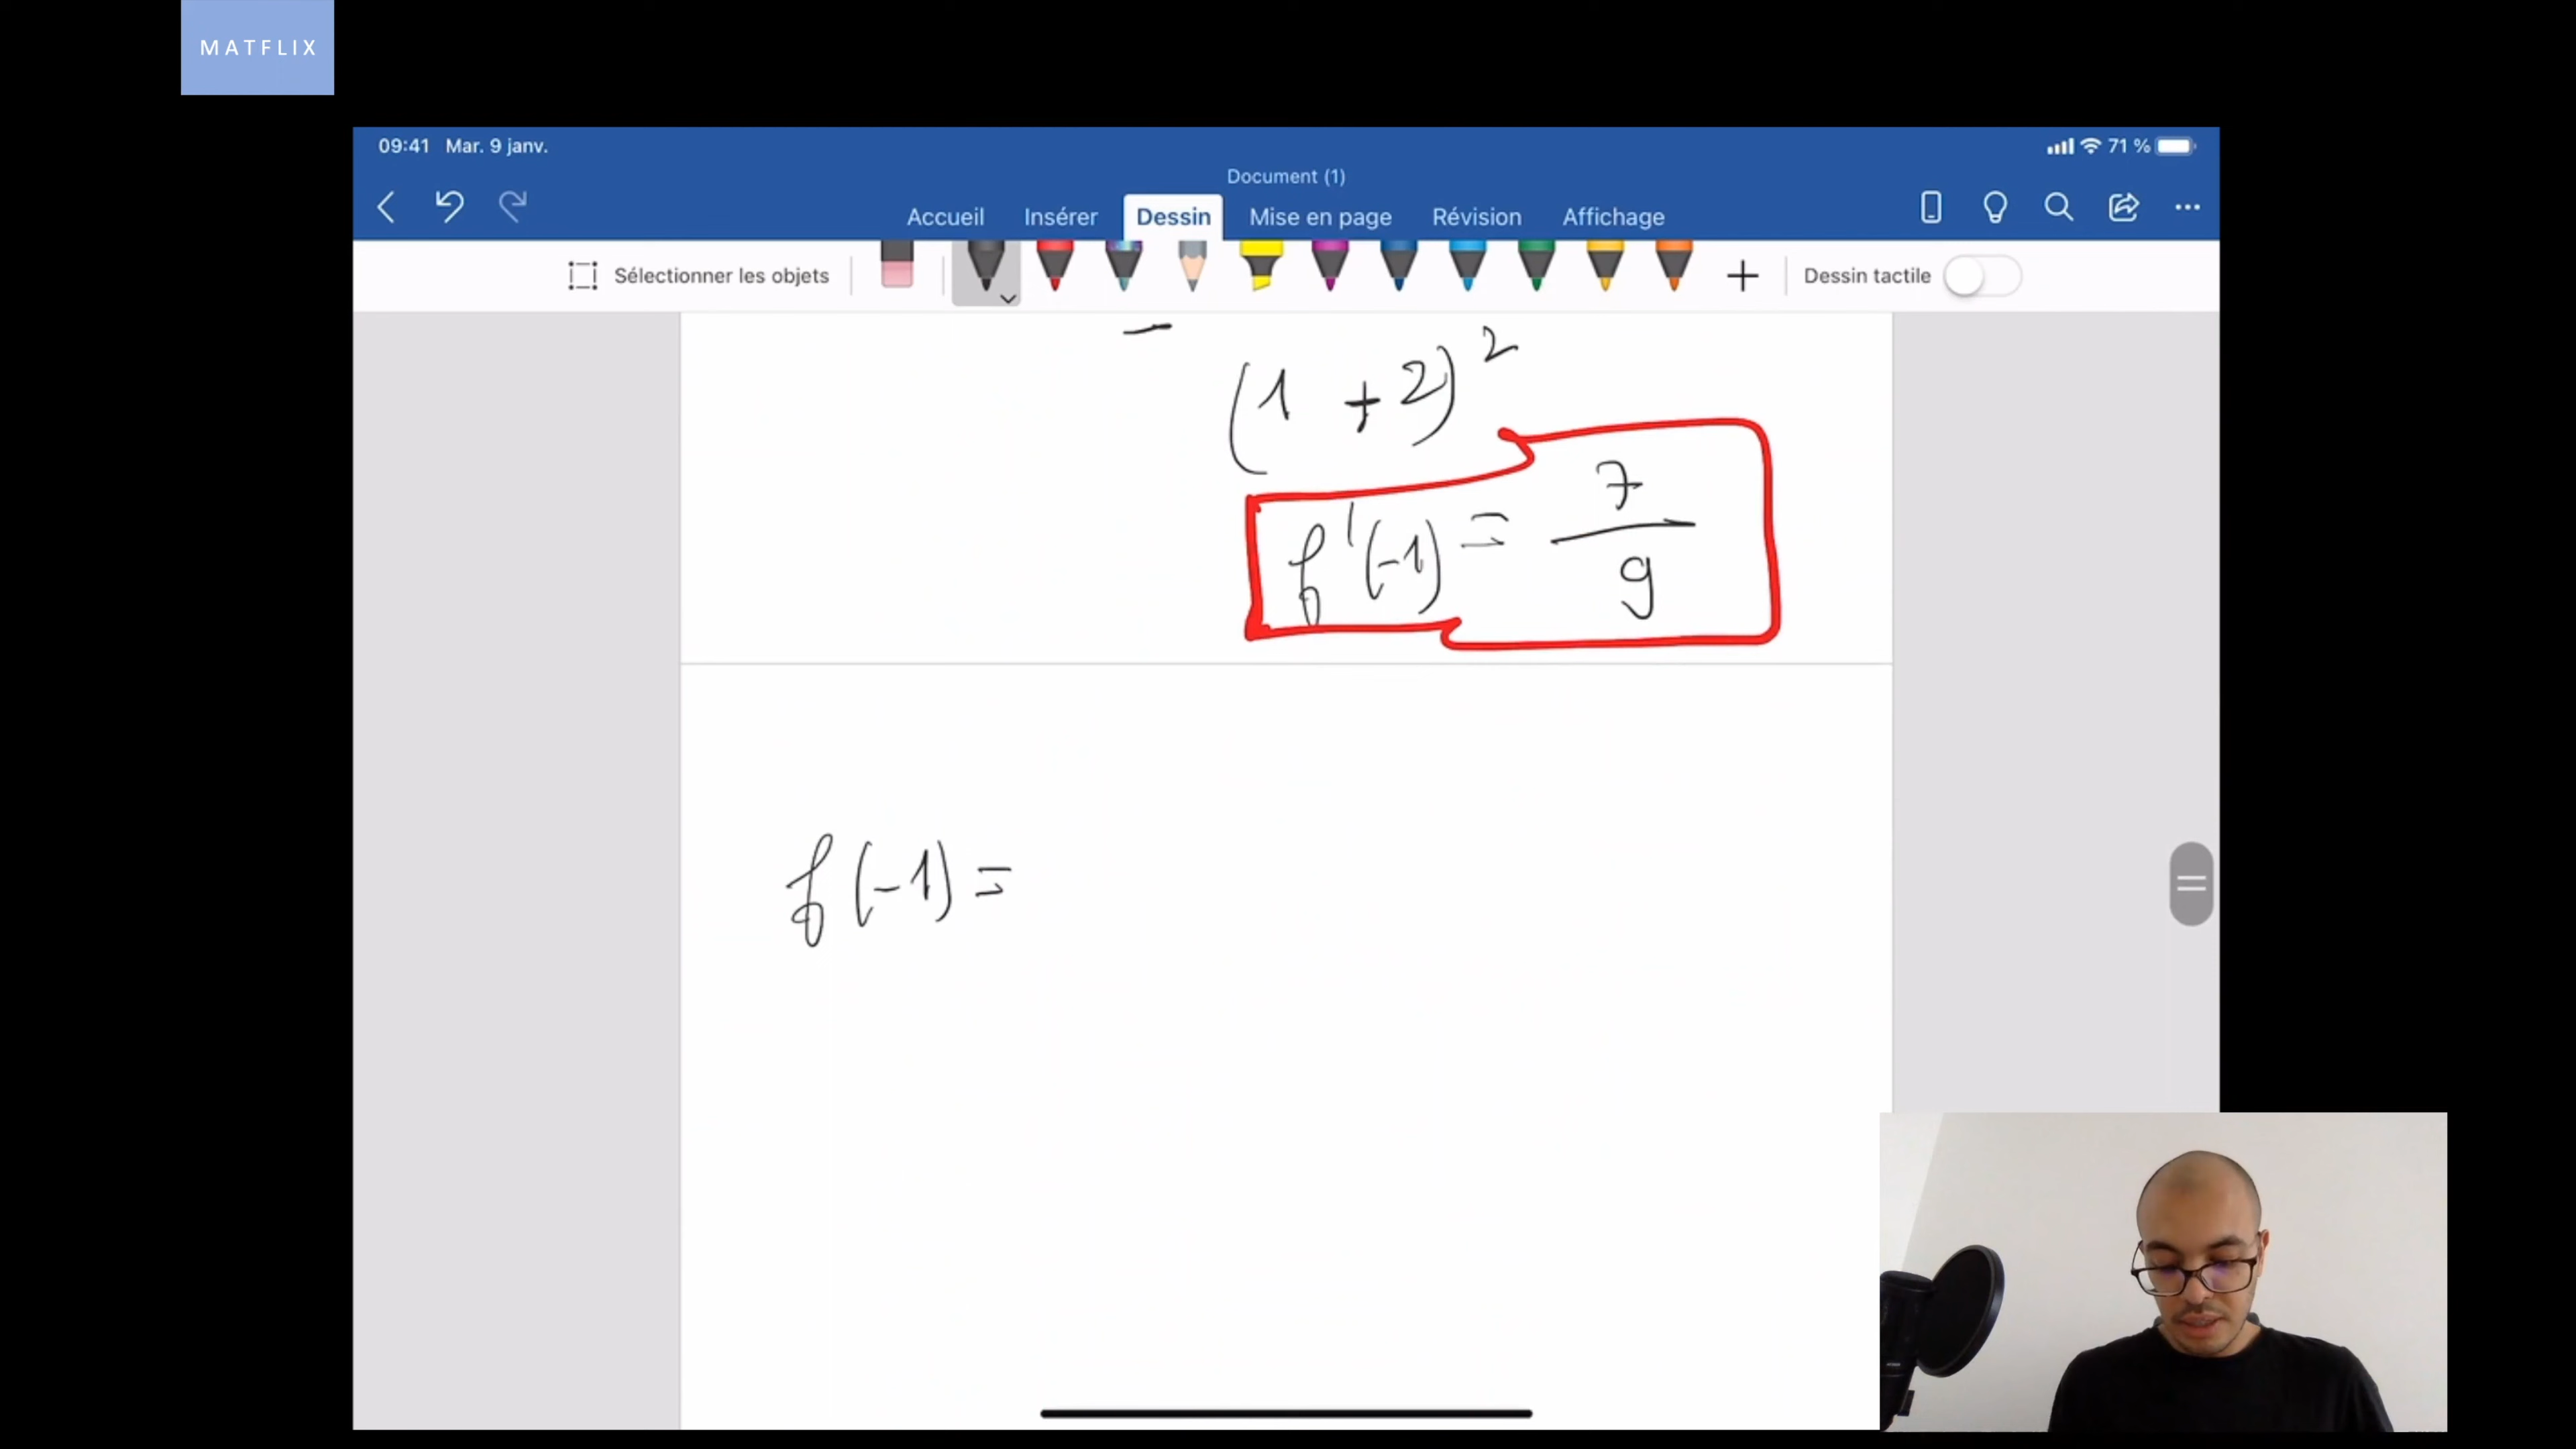 MATFLIX
09:41 Mar. 9 janv.
71 %
Document (1)
Accueil Insérer Dessin Mise en page Révision Affichage
Sélectionner les objets
Dessin tactile
(1 + 2)²
f'(-1) = 7/9
f(-1) =